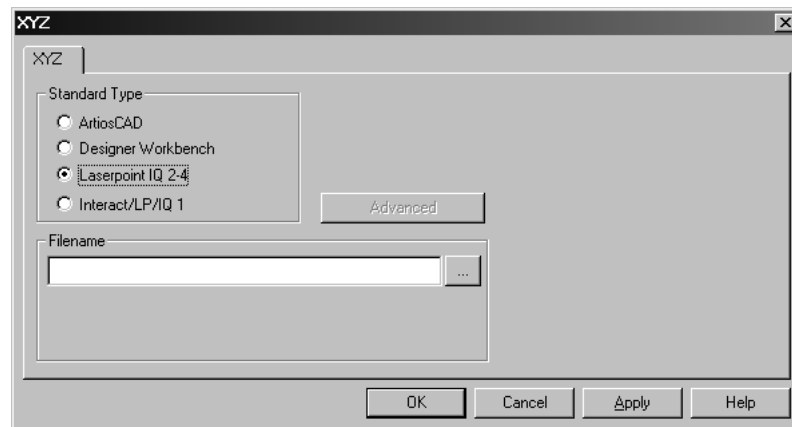 XYZ
XYZ
Standard Type
ArtiosCAD
Designer Workbench
Laserpoint IQ 2-4
Interact/LP/IQ 1
Advanced
Filename
...
OK Cancel Apply Help